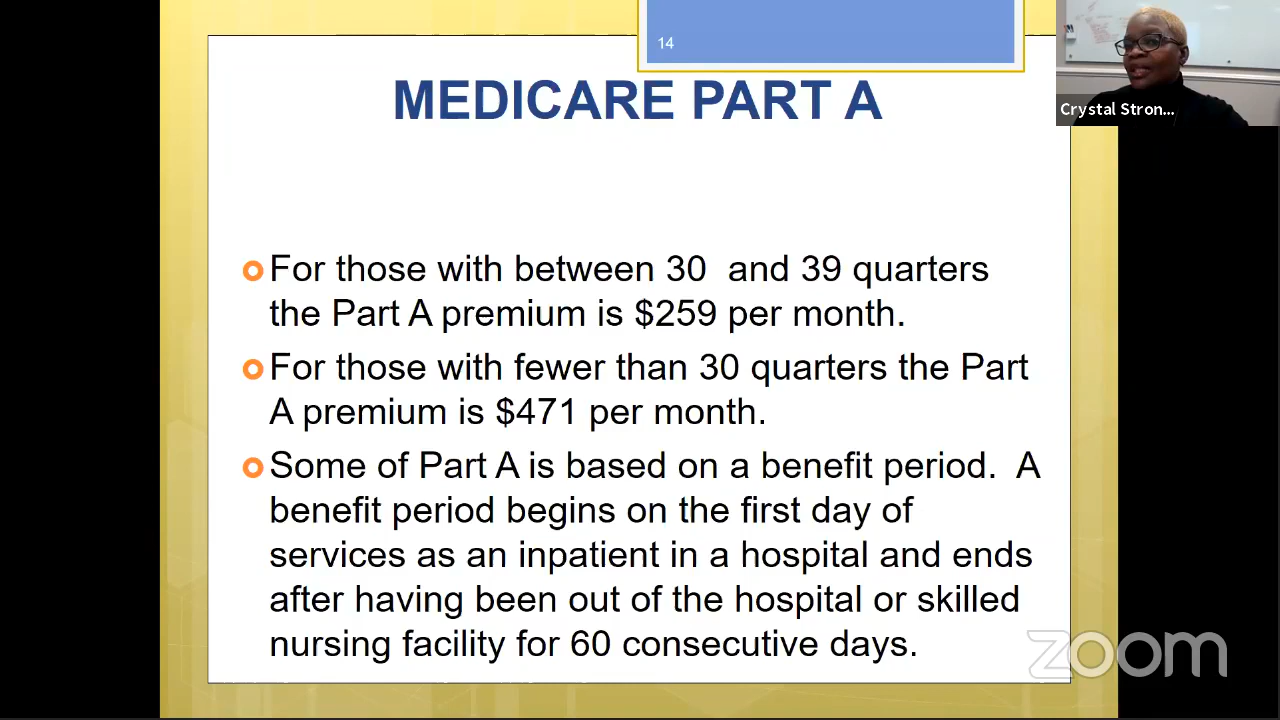 14
Crystal Stron...
MEDICARE PART A
For those with between 30 and 39 quarters
the Part A premium is $259 per month.
For those with fewer than 30 quarters the Part
A premium is $471 per month.
Some of Part A is based on a benefit period. A
benefit period begins on the first day of
services as an inpatient in a hospital and ends
after having been out of the hospital or skilled
nursing facility for 60 consecutive days.
zoom